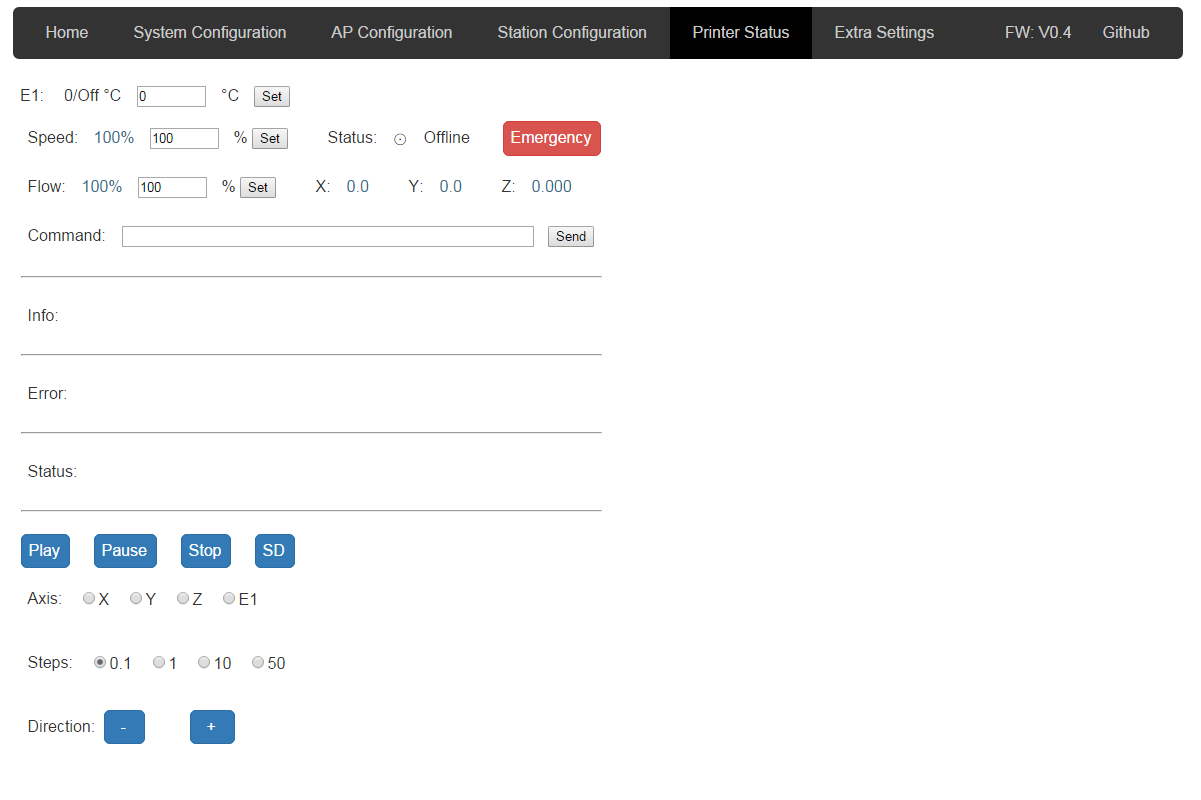 Home System Configuration AP Configuration Station Configuration Printer Status Extra Settings FW: V0.4 Github
E1: 0/Off °C 0 °C Set
Speed: 100% 100 % Set Status: Offline Emergency
Flow: 100% 100 % Set X: 0.0 Y: 0.0 Z: 0.000
Command: Send
Info:
Error:
Status:
Play Pause Stop SD
Axis: X Y Z E1
Steps: 0.1 1 10 50
Direction: - +